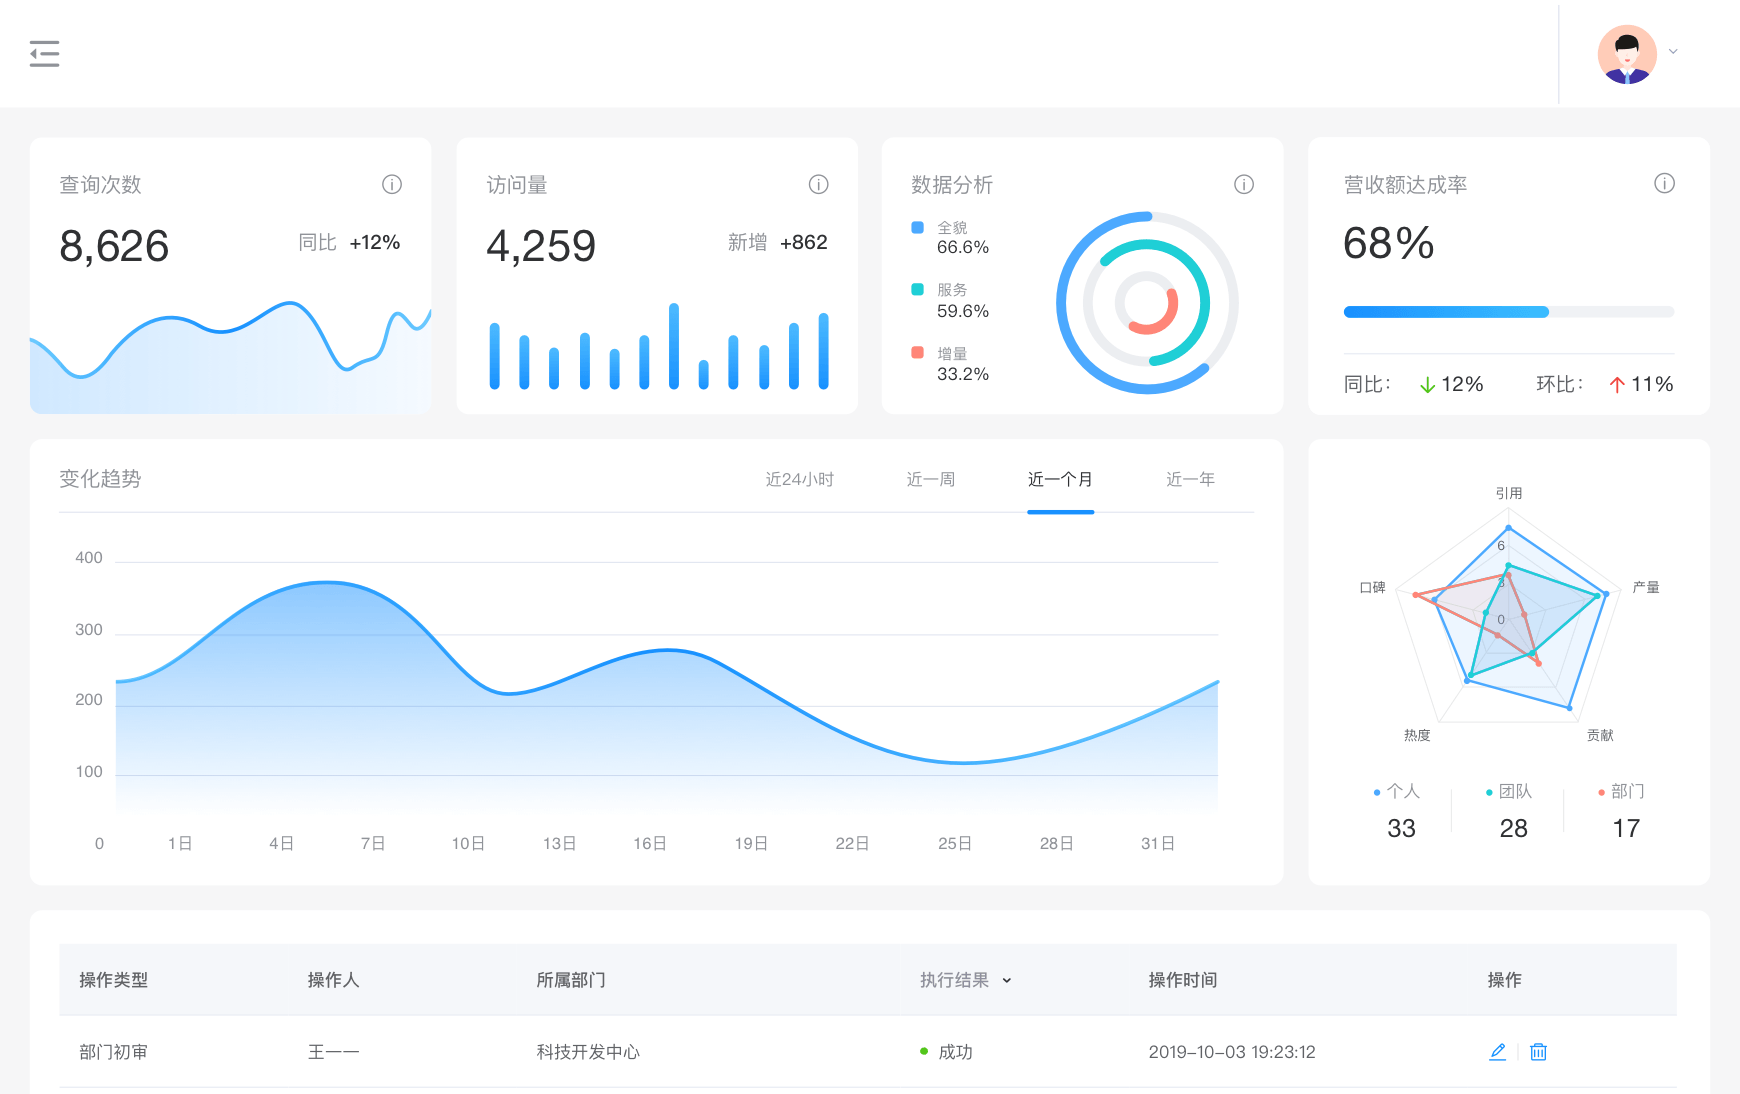 查询次数
8,626
同比 +12%
访问量
4,259
新增 +862
数据分析
全貌
66.6%
服务
59.6%
增量
33.2%
营收额达成率
68%
同比： 12% 环比： 11%
变化趋势
近24小时 近一周 近一个月 近一年
400
300
200
100
0 1日 4日 7日 10日 13日 16日 19日 22日 25日 28日 31日
引用
6
3
0
口碑
产量
热度
贡献
个人 团队 部门
33 28 17
操作类型 操作人 所属部门 执行结果 操作时间 操作
部门初审 王一一 科技开发中心 成功 2019-10-03 19:23:12